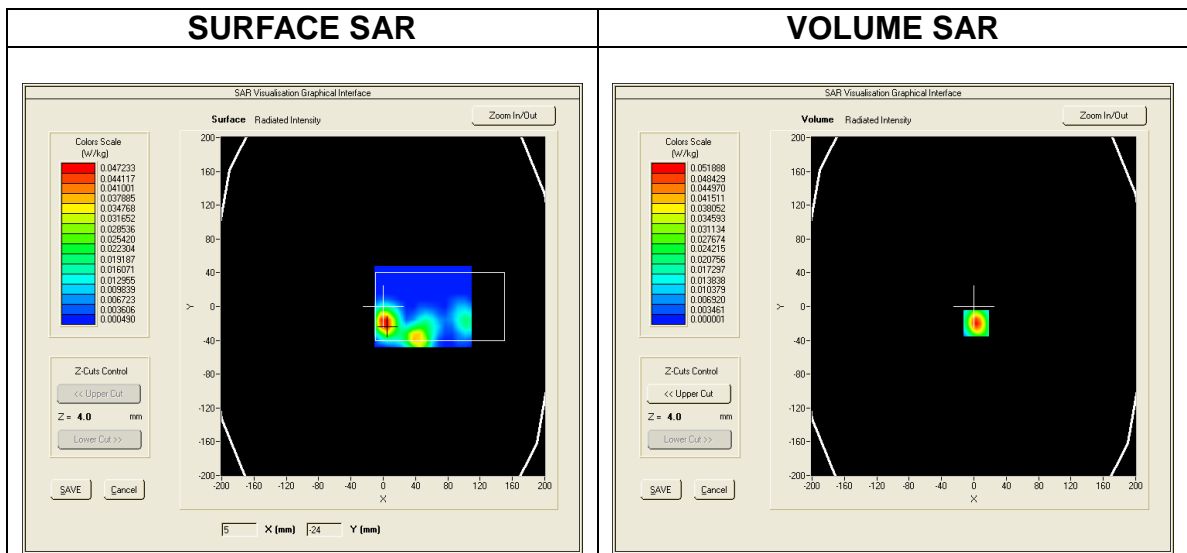 SURFACE SAR
VOLUME SAR
SAR Visualisation Graphical Interface
Surface Radiated Intensity
Zoom In/Out
Colors Scale
(W/kg)
0.047233
0.044117
0.041001
0.037885
0.034768
0.031652
0.028536
0.025420
0.022304
0.019187
0.016071
0.012955
0.009839
0.006723
0.003606
0.000490
Z-Cuts Control
<< Upper Cut
Z = 4.0 mm
Lower Cut >>
SAVE
Cancel
200
160
120
80
40
0
-40
-80
-120
-160
-200
Y
-200 -160 -120 -80 -40 0 40 80 120 160 200
X
5 X (mm) -24 Y (mm)
SAR Visualisation Graphical Interface
Volume Radiated Intensity
Zoom In/Out
Colors Scale
(W/kg)
0.051888
0.048429
0.044970
0.041511
0.038052
0.034593
0.031134
0.027674
0.024215
0.020756
0.017297
0.013838
0.010379
0.006920
0.003461
0.000001
Z-Cuts Control
<< Upper Cut
Z = 4.0 mm
Lower Cut >>
SAVE
Cancel
200
160
120
80
40
0
-40
-80
-120
-160
-200
Y
-200 -160 -120 -80 -40 0 40 80 120 160 200
X